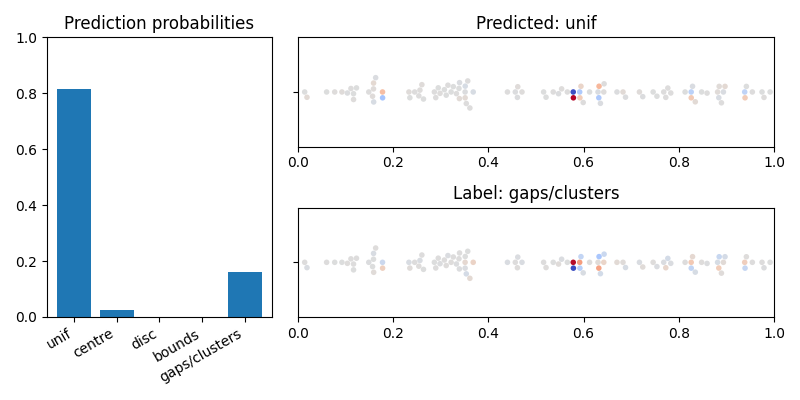 Prediction probabilities
1.0
0.8
0.6
0.4
0.2
0.0
unif
centre
disc
bounds
gaps/clusters
Predicted: unif
0.0 0.2 0.4 0.6 0.8 1.0
Label: gaps/clusters
0.0 0.2 0.4 0.6 0.8 1.0